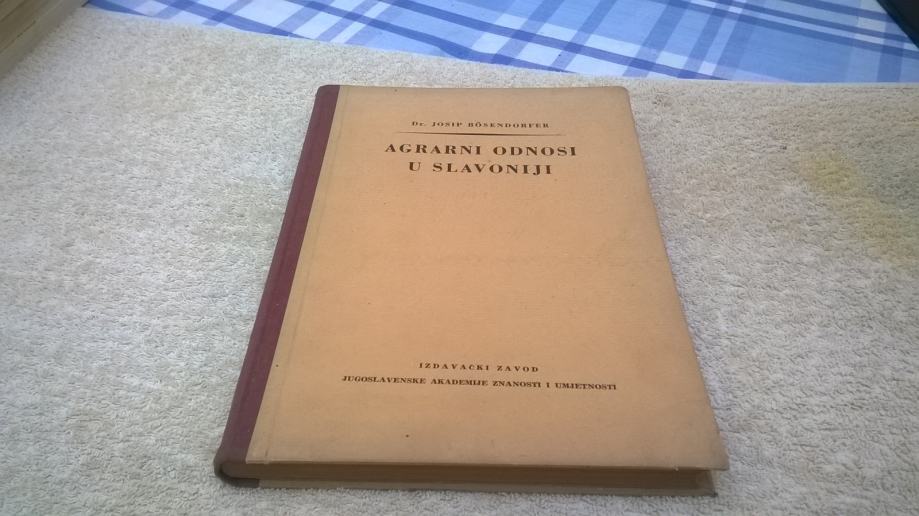 Dr. JOSIP BÖSENDORFER
AGRARNI ODNOSI
U SLAVONIJI
IZDAVAČKI ZAVOD
JUGOSLAVENSKE AKADEMIJE ZNANOSTI I UMJETNOSTI